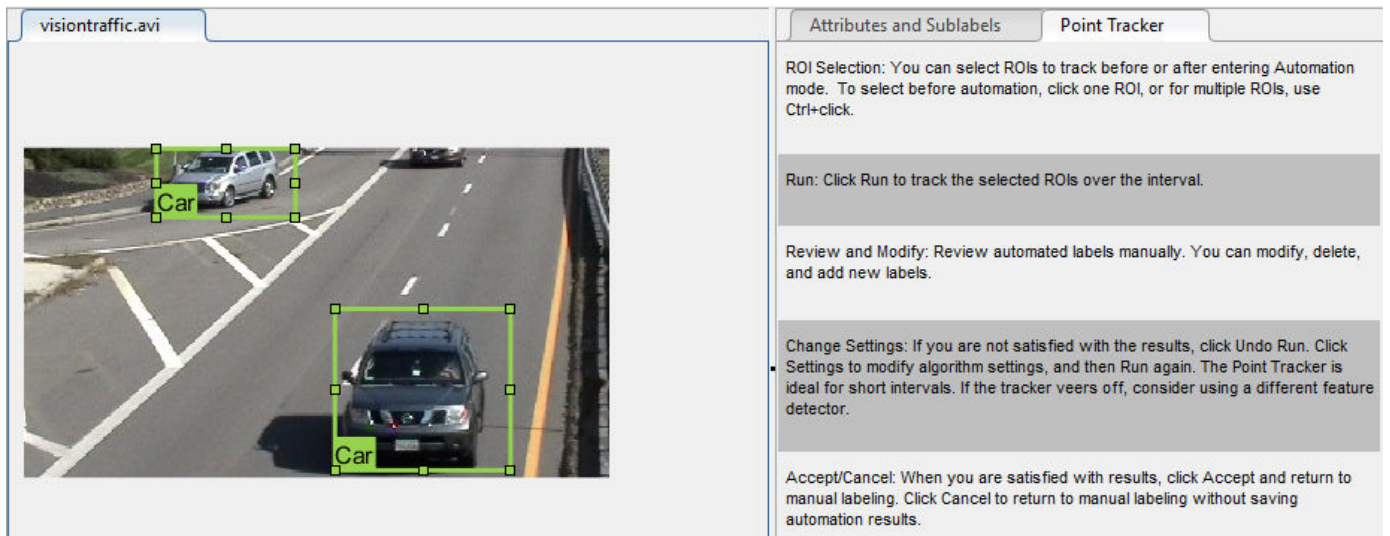 visiontraffic.avi
Attributes and Sublabels
Point Tracker
ROI Selection: You can select ROIs to track before or after entering Automation
mode. To select before automation, click one ROI, or for multiple ROIs, use
Ctrl+click.
Run: Click Run to track the selected ROIs over the interval.
Review and Modify: Review automated labels manually. You can modify, delete,
and add new labels.
Change Settings: If you are not satisfied with the results, click Undo Run. Click
Settings to modify algorithm settings, and then Run again. The Point Tracker is
ideal for short intervals. If the tracker veers off, consider using a different feature
detector.
Accept/Cancel: When you are satisfied with results, click Accept and return to
manual labeling. Click Cancel to return to manual labeling without saving
automation results.
Car
Car